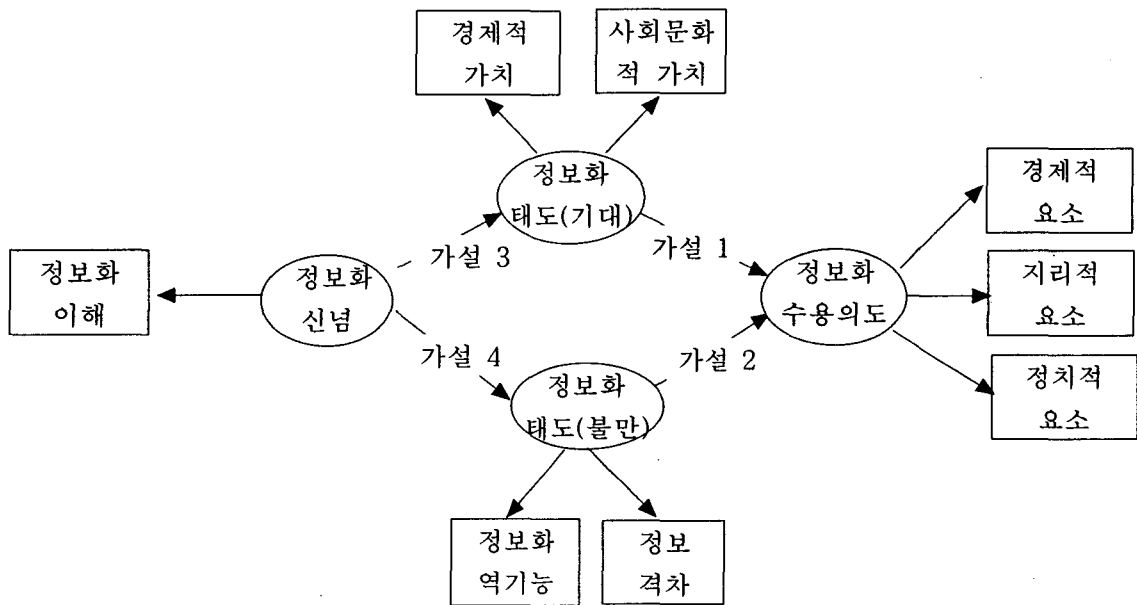 경제적
가치
사회문화
적 가치
정보화
태도(기대)
경제적
요소
가설 3
가설 1
정보화
이해
정보화
신념
정보화
수용의도
지리적
요소
가설 4
가설 2
정보화
태도(불만)
정치적
요소
정보화
역기능
정보
격차